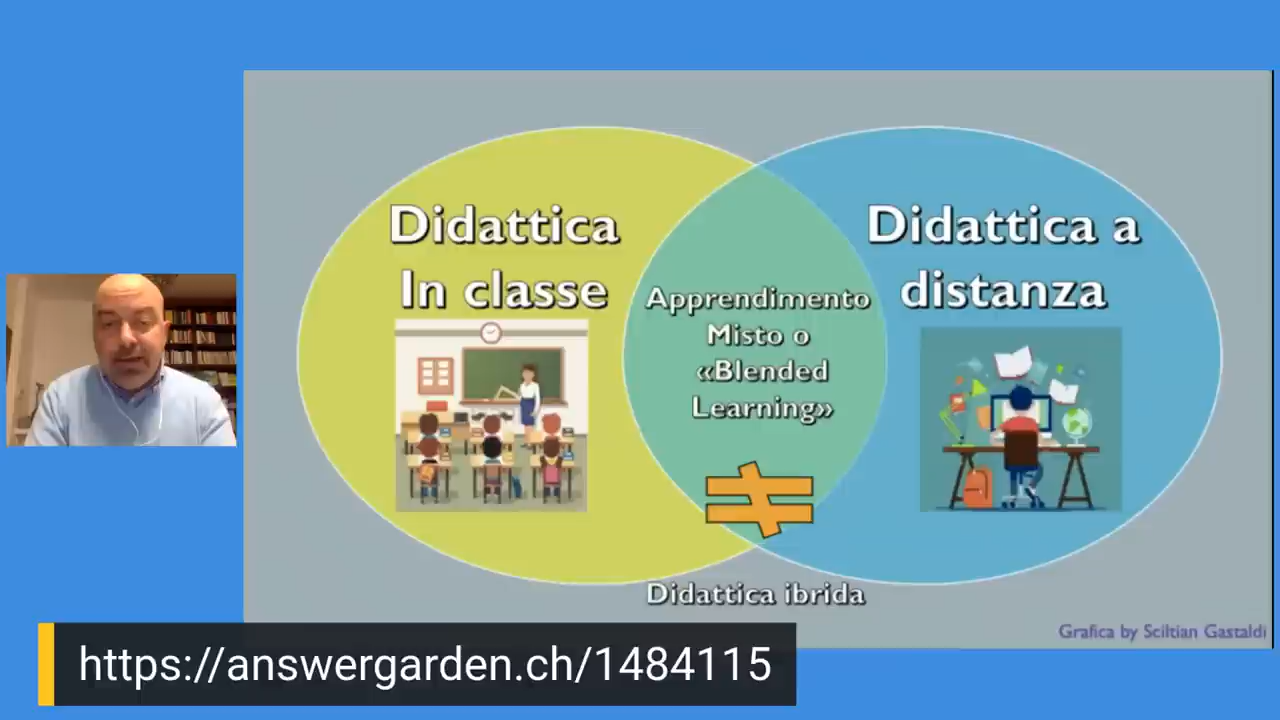 Didattica
In classe
Apprendimento
Misto o
«Blended
Learning»
Didattica a
distanza
Didattica ibrida
Grafica by Sciltian Gastaldi
https://answergarden.ch/1484115